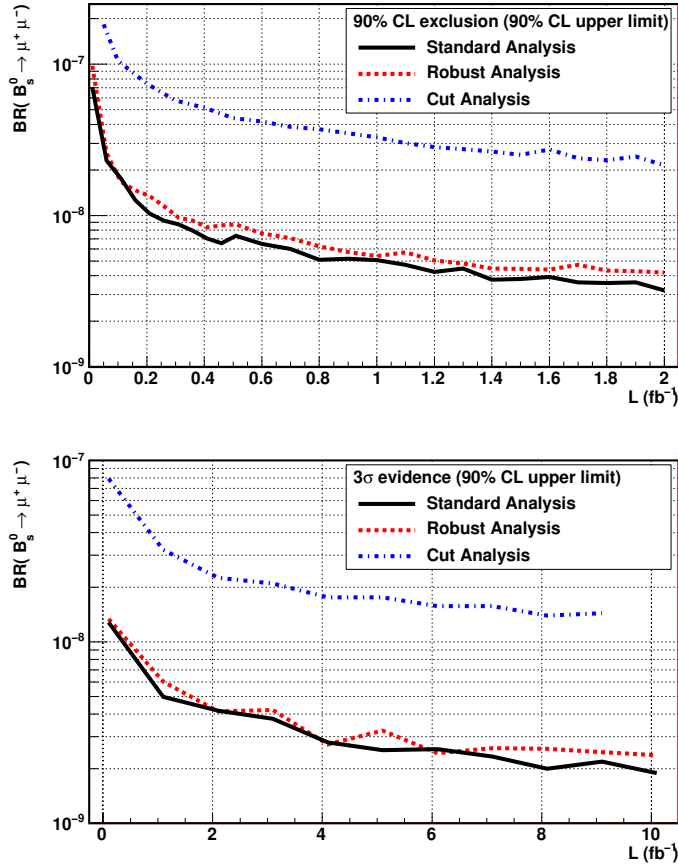 BR( B⁰ₛ → μ⁺ μ⁻)
90% CL exclusion (90% CL upper limit)
Standard Analysis
Robust Analysis
Cut Analysis
10⁻⁷
10⁻⁸
10⁻⁹
0 0.2 0.4 0.6 0.8 1 1.2 1.4 1.6 1.8 2
L (fb⁻¹)
BR( B⁰ₛ → μ⁺ μ⁻)
10⁻⁷
3σ evidence (90% CL upper limit)
Standard Analysis
Robust Analysis
Cut Analysis
10⁻⁸
10⁻⁹
0 2 4 6 8 10
L (fb⁻¹)